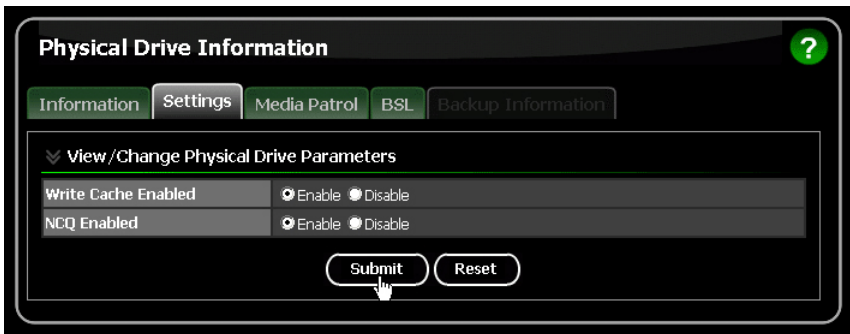 Physical Drive Information
?
Information Settings Media Patrol BSL Backup Information
View/Change Physical Drive Parameters
Write Cache Enabled Enable Disable
NCQ Enabled Enable Disable
Submit Reset